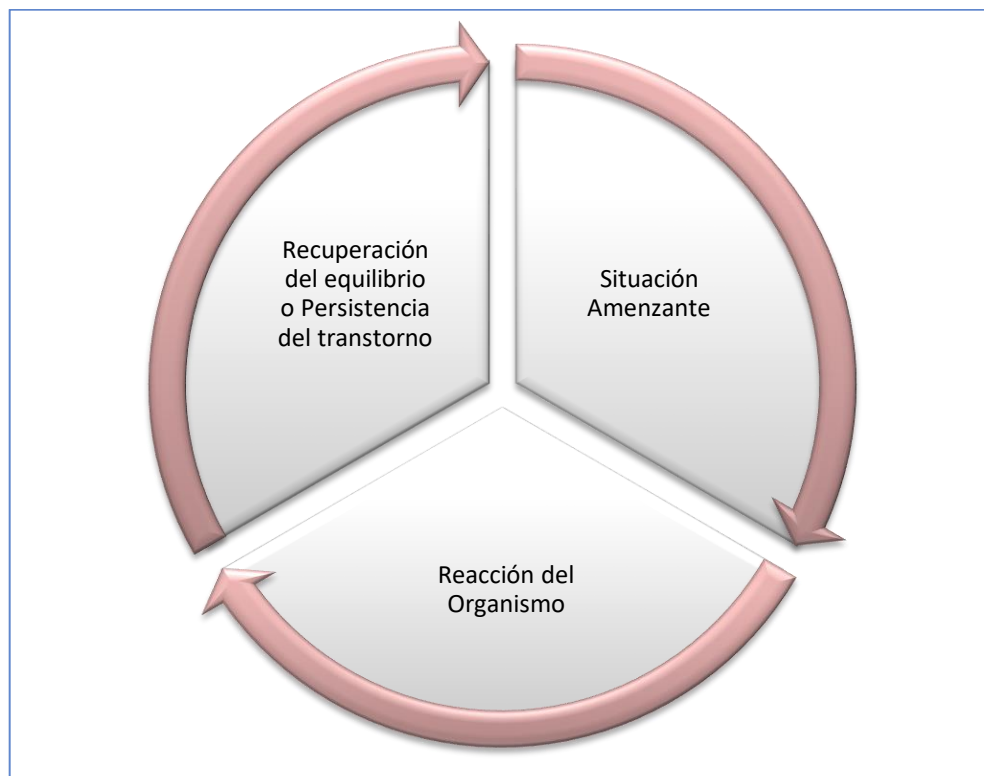 Recuperación
del equilibrio
o Persistencia
del transtorno
Situación
Amenzante
Reacción del
Organismo